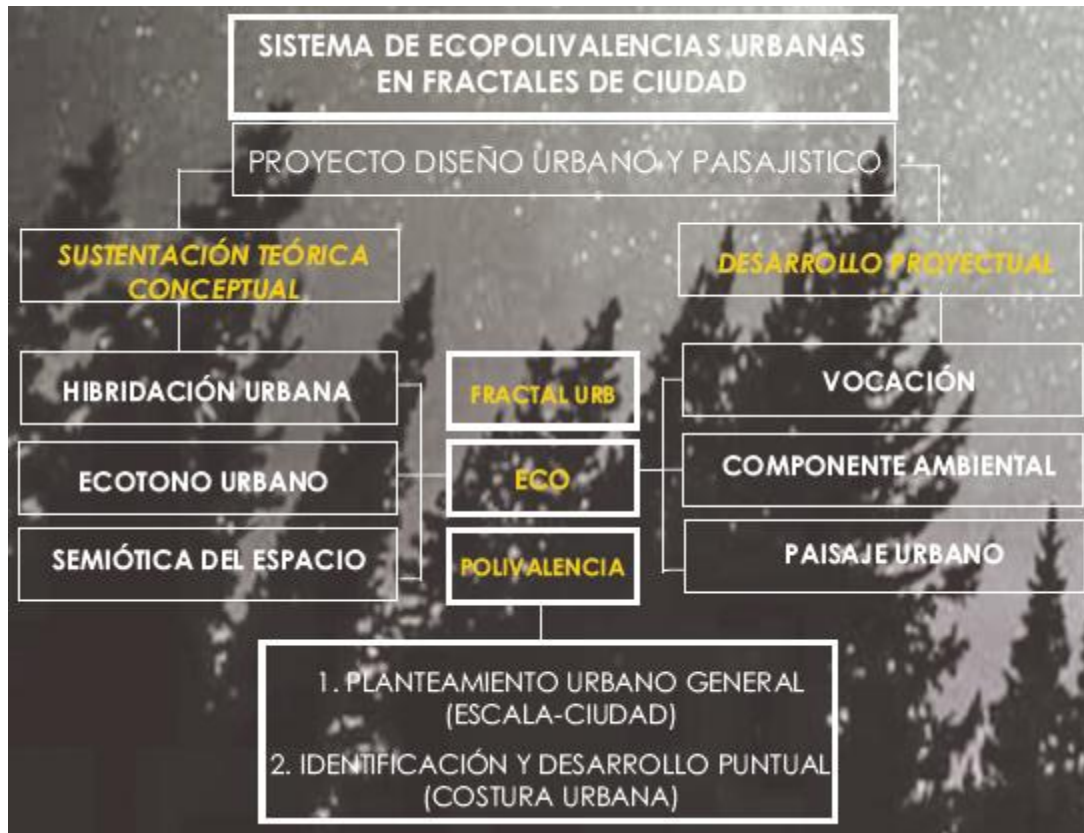 SISTEMA DE ECOPOLIVALENCIAS URBANAS
EN FRACTALES DE CIUDAD
PROYECTO DISEÑO URBANO Y PAISAJISTICO
SUSTENTACIÓN TEÓRICA
CONCEPTUAL
DESARROLLO PROYECTUAL
HIBRIDACIÓN URBANA
FRACTAL URB
VOCACIÓN
ECOTONO URBANO
ECO
COMPONENTE AMBIENTAL
SEMIÓTICA DEL ESPACIO
POLIVALENCIA
PAISAJE URBANO
1. PLANTEAMIENTO URBANO GENERAL
(ESCALA-CIUDAD)
2. IDENTIFICACIÓN Y DESARROLLO PUNTUAL
(COSTURA URBANA)